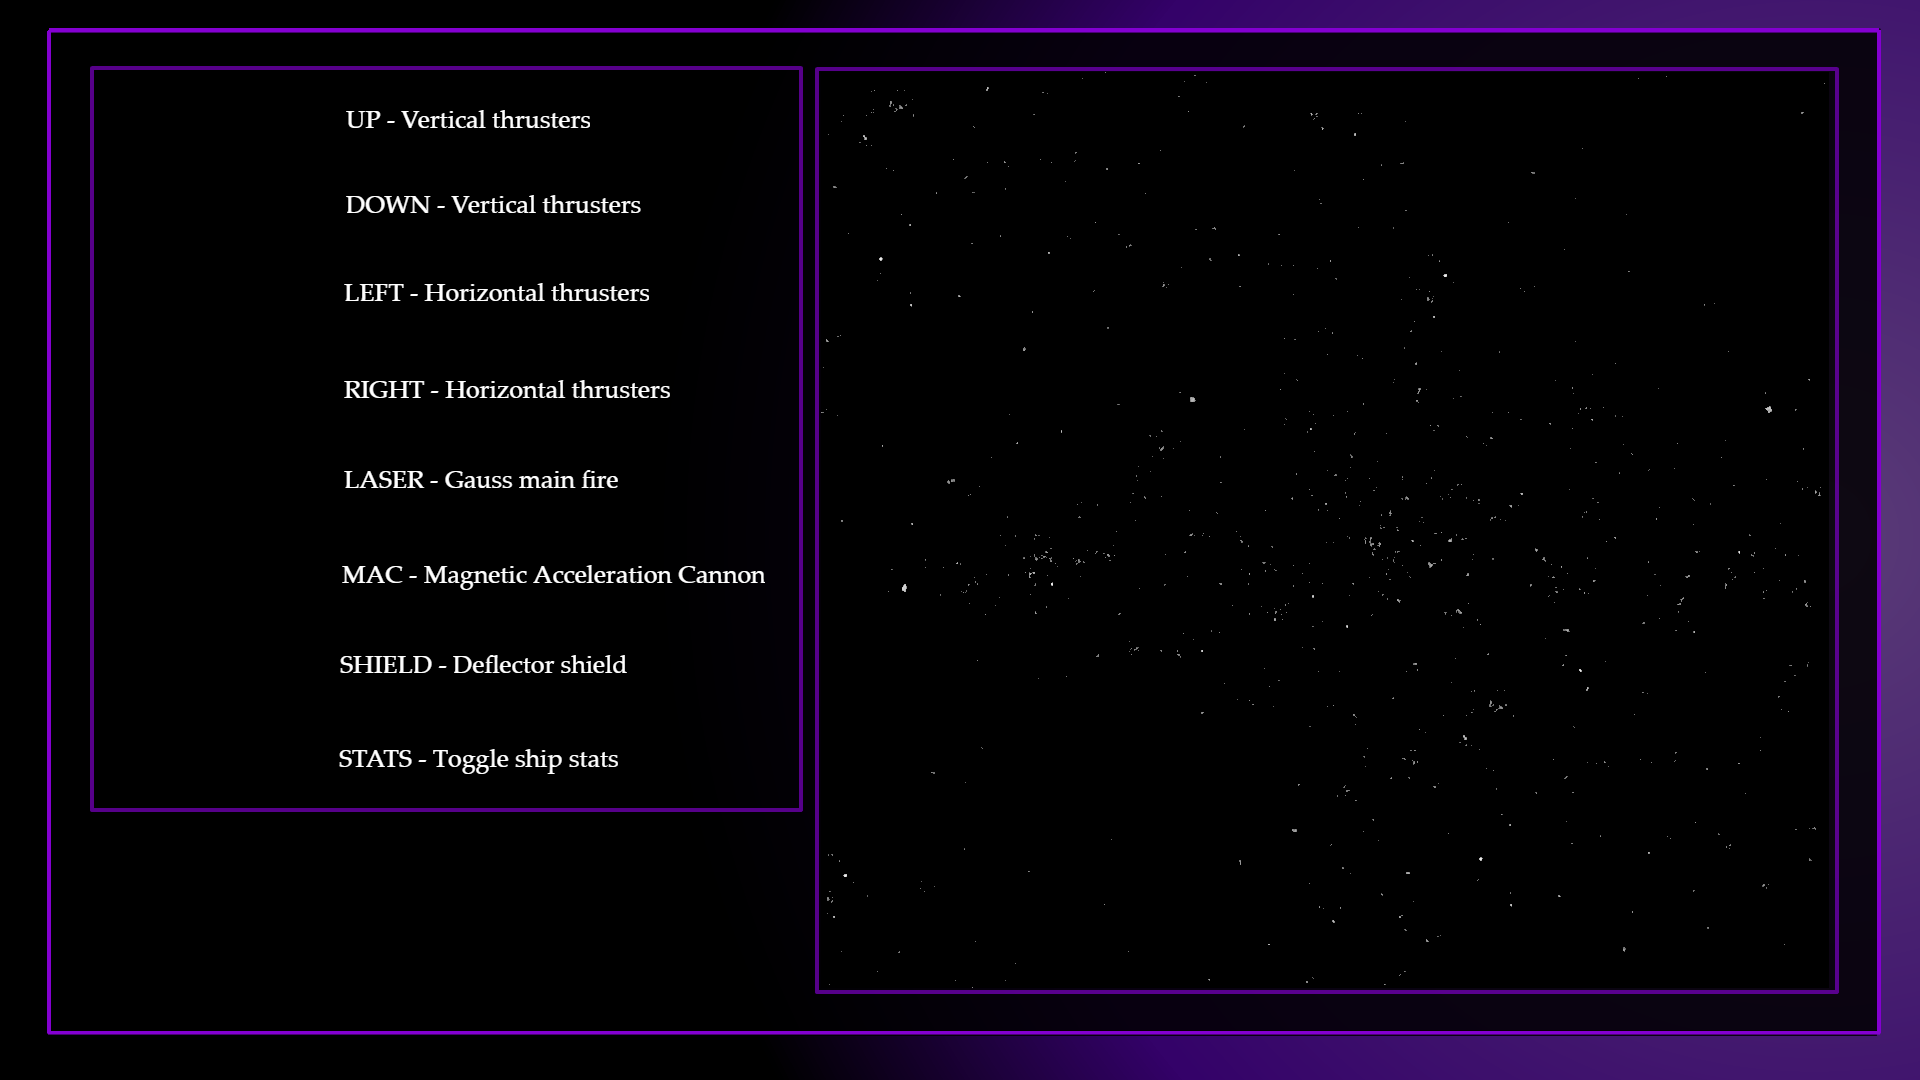 UP - Vertical thrusters
DOWN - Vertical thrusters
LEFT - Horizontal thrusters
RIGHT - Horizontal thrusters
LASER - Gauss main fire
MAC - Magnetic Acceleration Cannon
SHIELD - Deflector shield
STATS - Toggle ship stats